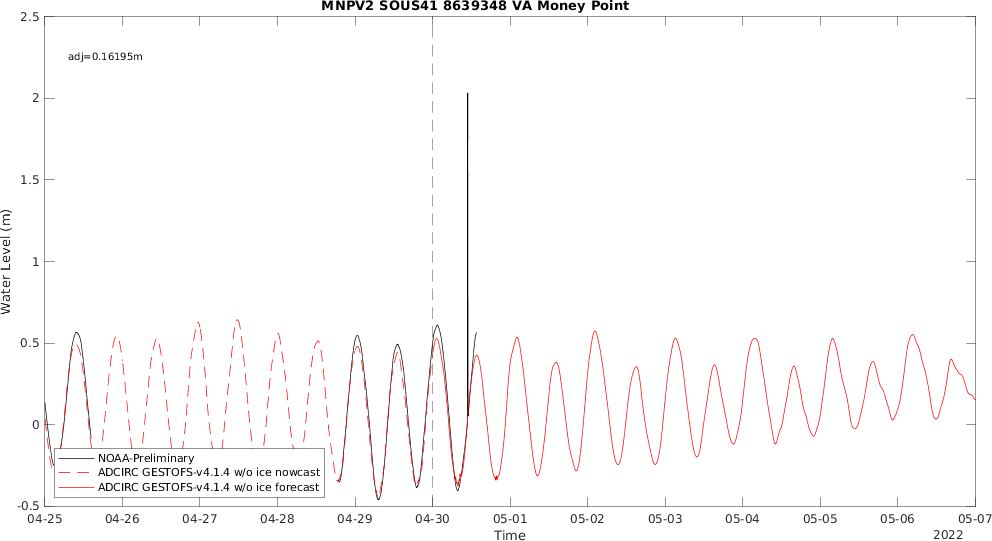 MNPV2 SOUS41 8639348 VA Money Point
2.5
adj=0.16195m
2
1.5
1
0.5
0
-0.5
Water Level (m)
NOAA-Preliminary
ADCIRC GESTOFS-v4.1.4 w/o ice nowcast
ADCIRC GESTOFS-v4.1.4 w/o ice forecast
04-25 04-26 04-27 04-28 04-29 04-30 05-01 05-02 05-03 05-04 05-05 05-06 05-07
Time
2022